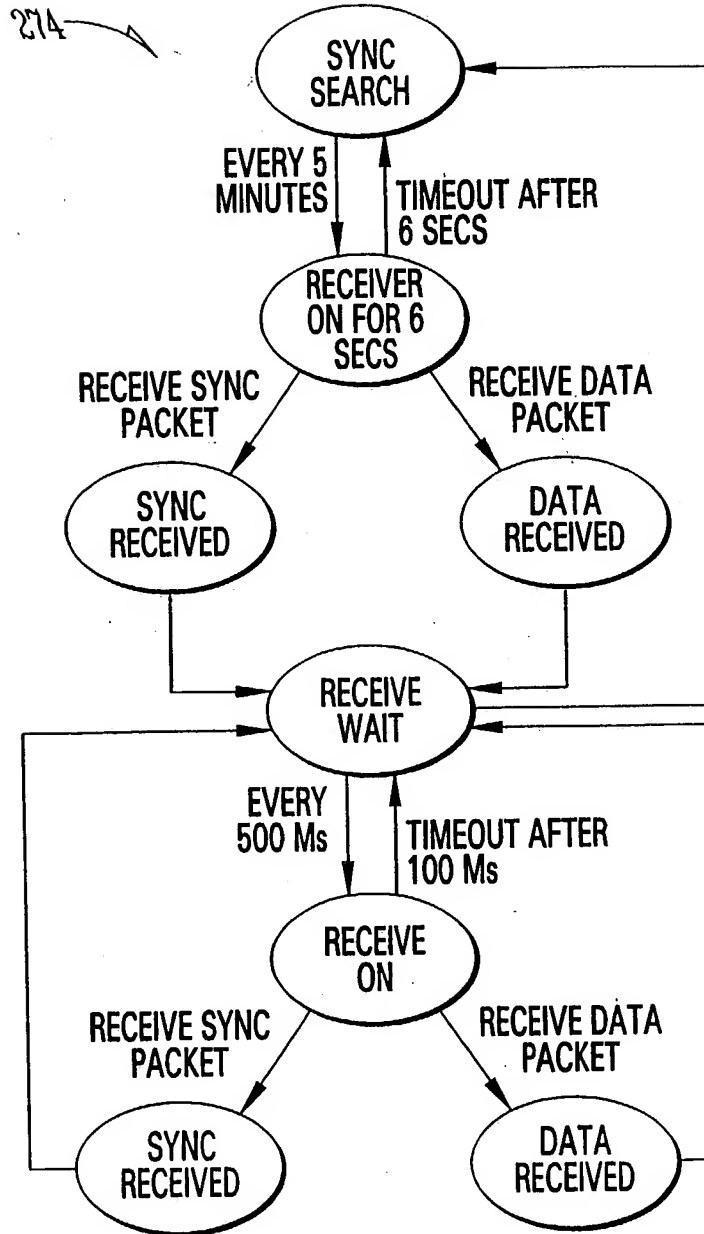 274
SYNC
SEARCH
EVERY 5
MINUTES
TIMEOUT AFTER
6 SECS
RECEIVER
ON FOR 6
SECS
RECEIVE SYNC
PACKET
RECEIVE DATA
PACKET
SYNC
RECEIVED
DATA
RECEIVED
RECEIVE
WAIT
EVERY
500 Ms
TIMEOUT AFTER
100 Ms
RECEIVE
ON
RECEIVE SYNC
PACKET
RECEIVE DATA
PACKET
SYNC
RECEIVED
DATA
RECEIVED